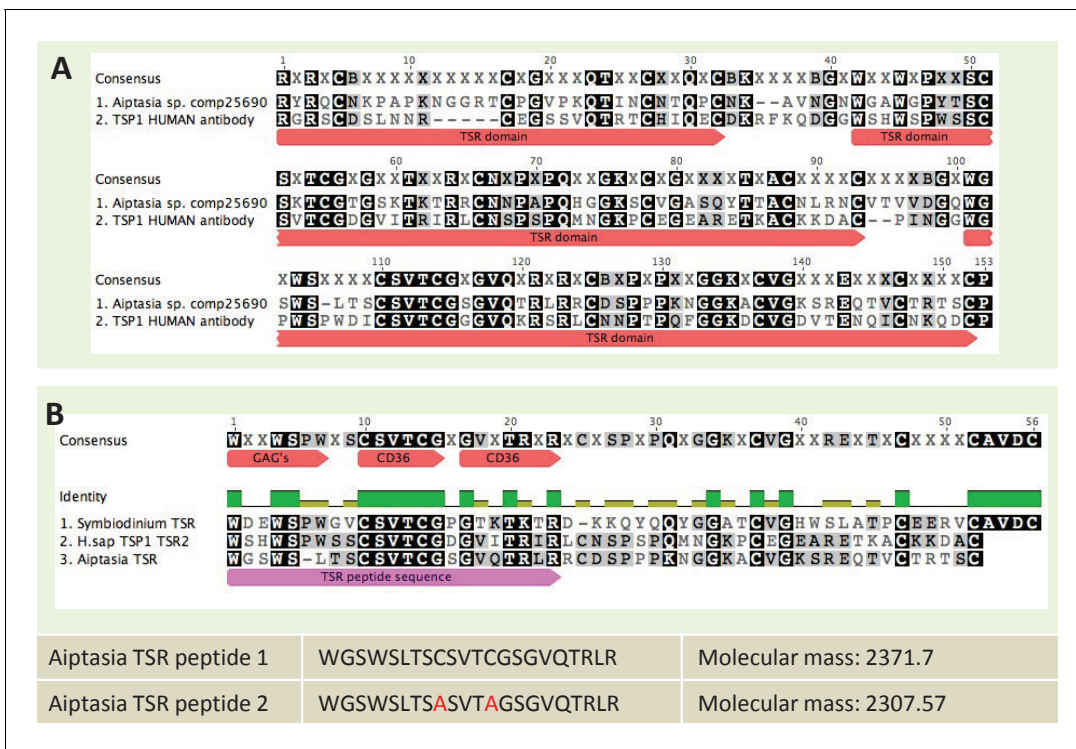 A
1 10 20 30 40 50
Consensus RXRXCBXXXXXXXXXXCXGXXXQTXXCXXQXCBKXXXXBGXWXXWXPXXSC
1. Aiptasia sp. comp25690 RYRQCNKPAPKNGGRTCPGVPKQTINCNTQPCNK--AVNGNWGAWGPYTSC
2. TSP1 HUMAN antibody RGRSCDSLNNR-----CEGSSVQTRTCHIQECDKRFKQDGGWSHWSPWSSC
TSR domain TSR domain
60 70 80 90 100
Consensus SXTCGXGXXTXXRXCNXPXPQXXGKXCXGXXXXTXACXXXXCXXXXBGXWG
1. Aiptasia sp. comp25690 SKTCGTGSKTKTRRCNNPAPQHGGKSCVGASQYTTACNLRNCVTVVDGQWG
2. TSP1 HUMAN antibody SVTCGDGVITRIRLCNSPSPQMNGKPCEGEARETKACKKDAC--PINGGWG
TSR domain
110 120 130 140 150 153
Consensus XWSXXXXCSVTCGXGVQXRXRXCBXPXPXXGGKXCVGXXXEXXXCXXXXCP
1. Aiptasia sp. comp25690 SWS-LTSCSVTCGSGVQTRLRRCDSPPPKNGGKACVGKSREQTVCTRTSCP
2. TSP1 HUMAN antibody PWSPWDICSVTCGGGVQKRSRLCNNPTPQFGGKDCVGDVTENQICNKQDCP
TSR domain
B
1 10 20 30 40 50 56
Consensus WXXWSPWXSCSVTCGXGVXTRXRXCXSPXPQXGGKXCVGXXREXTXCXXXXCAVDC
GAG's CD36 CD36
Identity
1. Symbiodinium TSR WDEWSPWGVCSVTCGPGTKTKTRD-KKQYQQYGGATCVGHWSLATPCEERVCAVDC
2. H.sap TSP1 TSR2 WSHWSPWSSCSVTCGDGVITRIRLCNSPSPQMNGKPCEGEARETKACKKDAC
3. Aiptasia TSR WGSWS-LTSCSVTCGSGVQTRLRRCDSPPPKNGGKACVGKSREQTVCTRTSC
TSR peptide sequence
Aiptasia TSR peptide 1 WGSWSLTSCSVTCGSGVQTRLR Molecular mass: 2371.7
Aiptasia TSR peptide 2 WGSWSLTSASVTAGSGVQTRLR Molecular mass: 2307.57